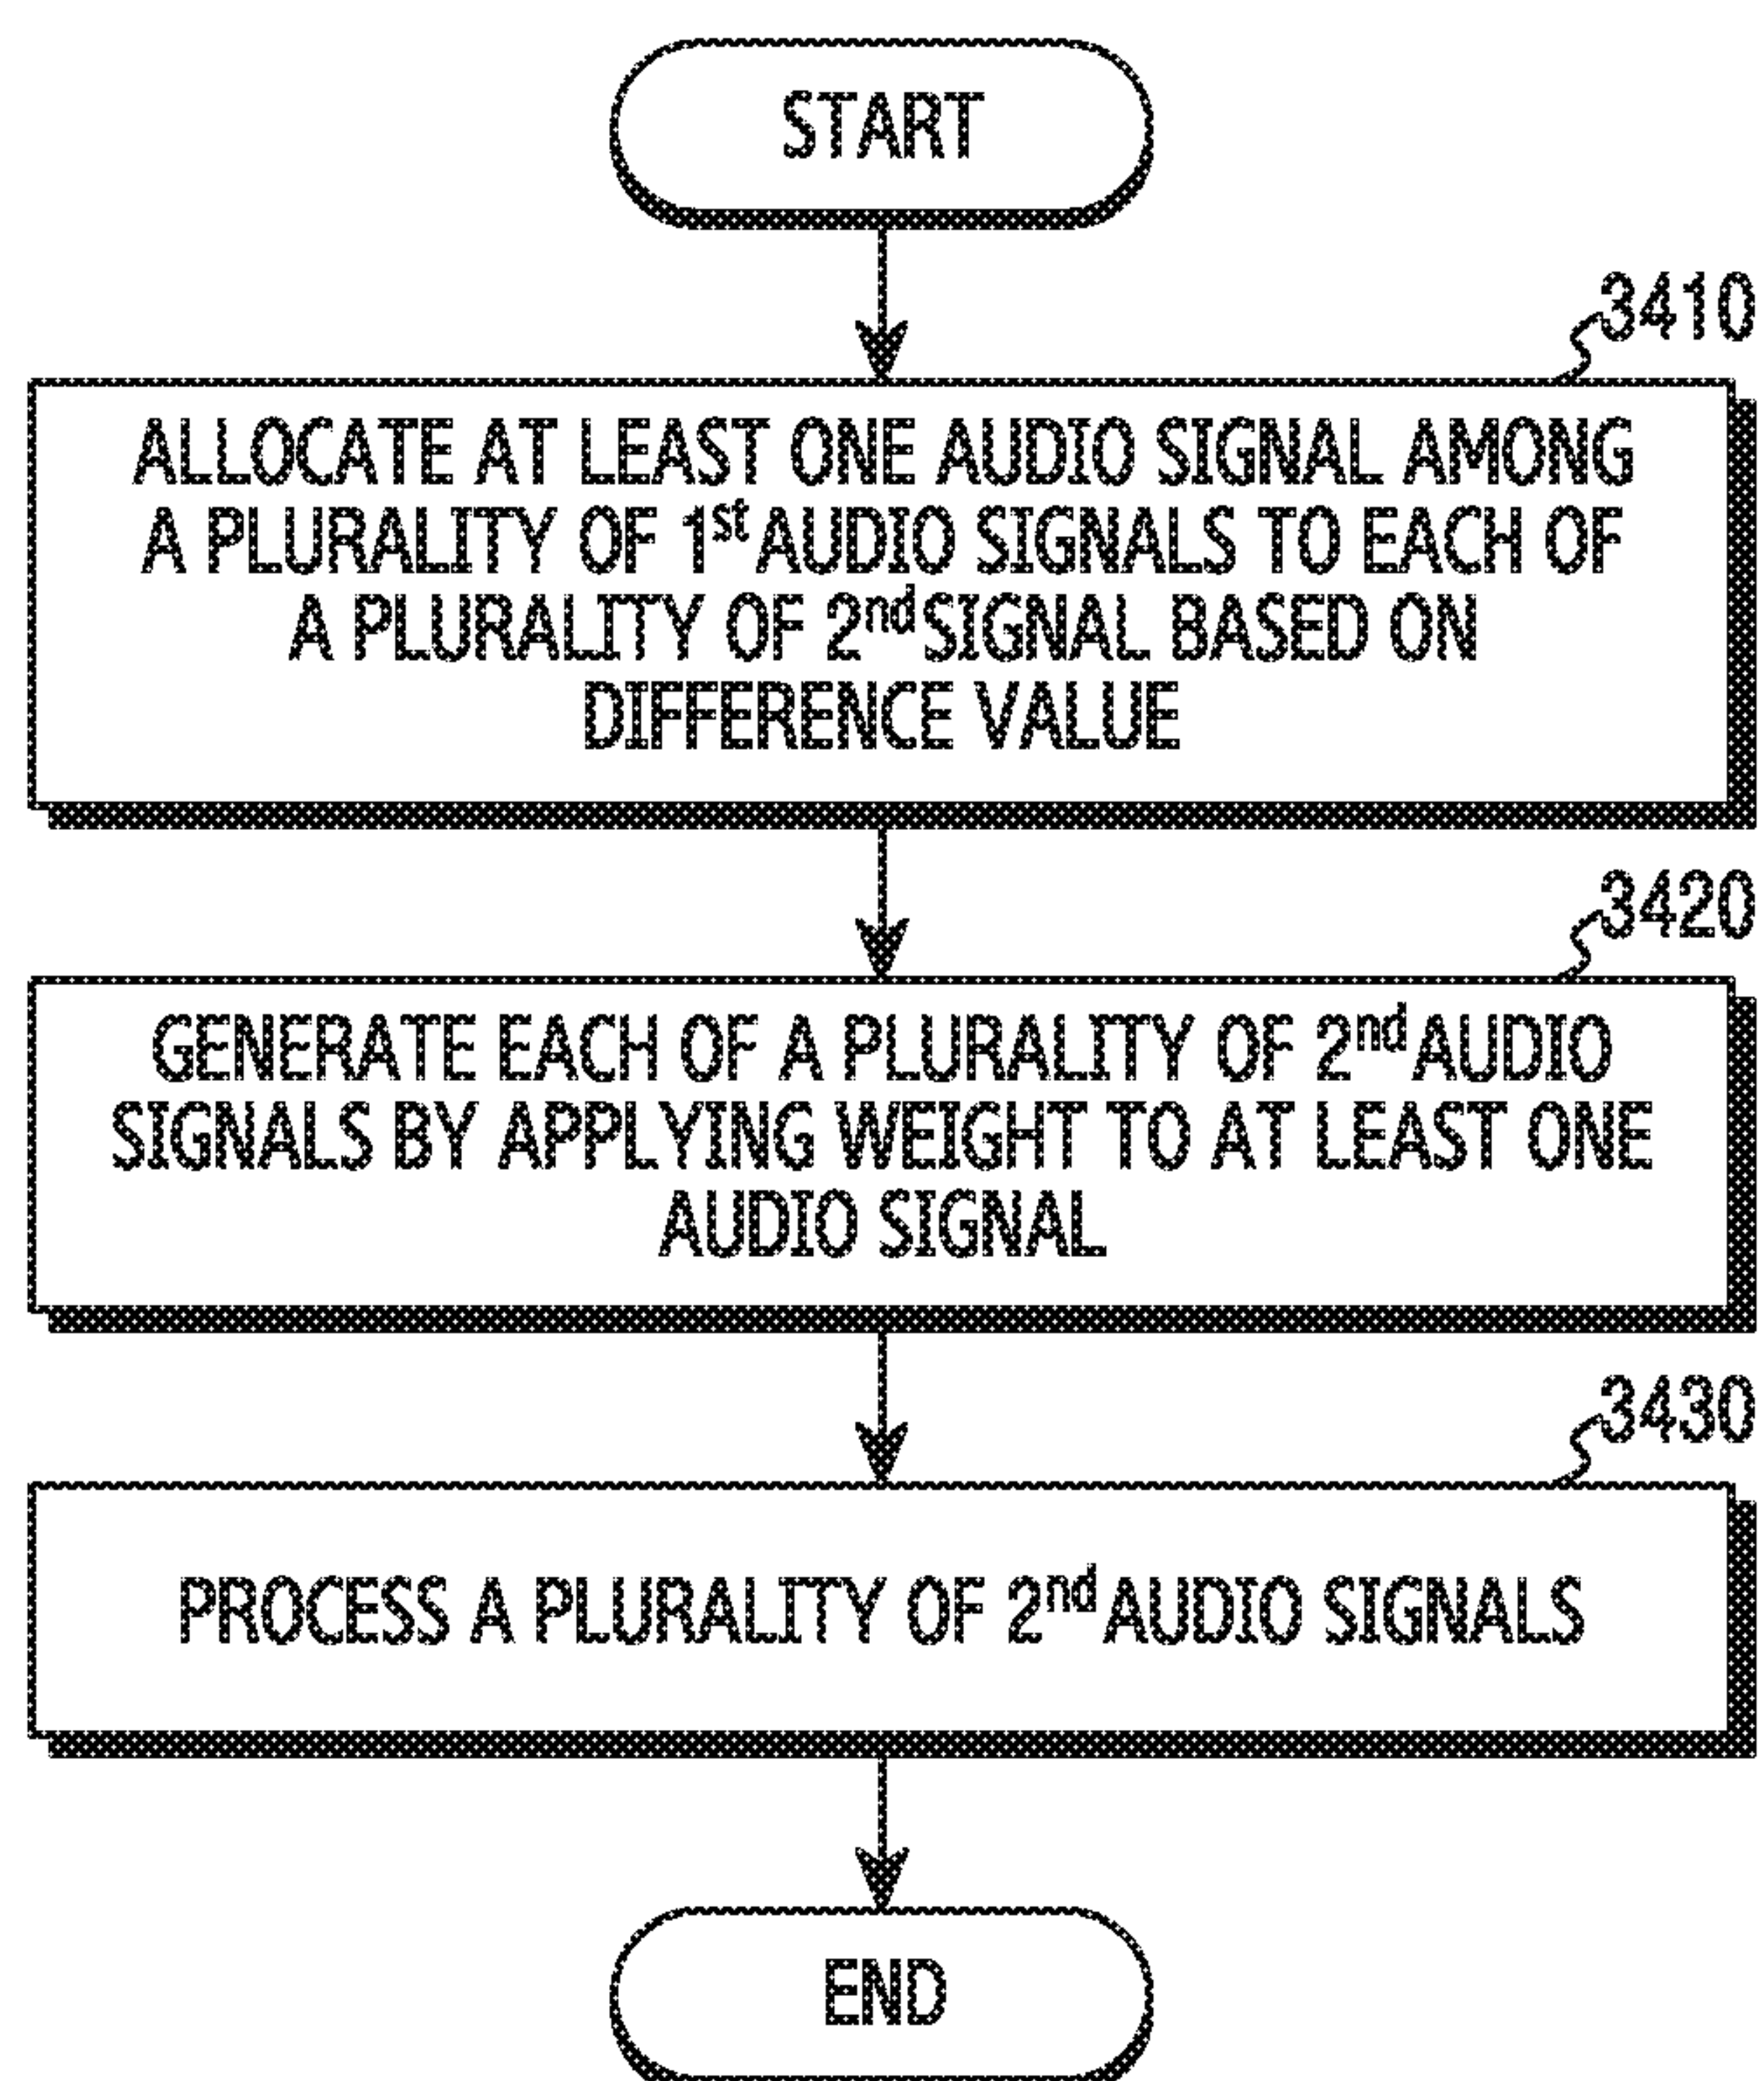 START
3410
ALLOCATE AT LEAST ONE AUDIO SIGNAL AMONG
A PLURALITY OF 1st AUDIO SIGNALS TO EACH OF
A PLURALITY OF 2nd SIGNAL BASED ON
DIFFERENCE VALUE
3420
GENERATE EACH OF A PLURALITY OF 2nd AUDIO
SIGNALS BY APPLYING WEIGHT TO AT LEAST ONE
AUDIO SIGNAL
3430
PROCESS A PLURALITY OF 2nd AUDIO SIGNALS
END